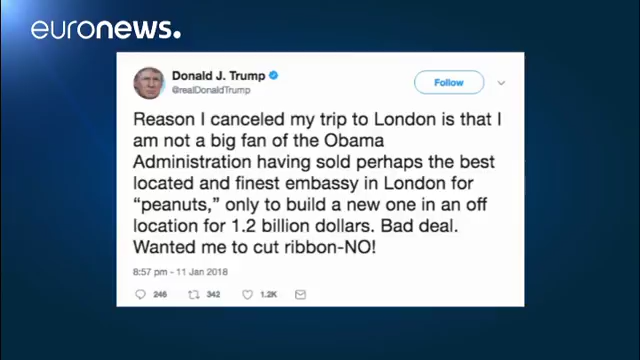 euronews.
Donald J. Trump
@realDonaldTrump
Follow
Reason I canceled my trip to London is that I
am not a big fan of the Obama
Administration having sold perhaps the best
located and finest embassy in London for
“peanuts,” only to build a new one in an off
location for 1.2 billion dollars. Bad deal.
Wanted me to cut ribbon-NO!
8:57 pm - 11 Jan 2018
246 342 1.2K